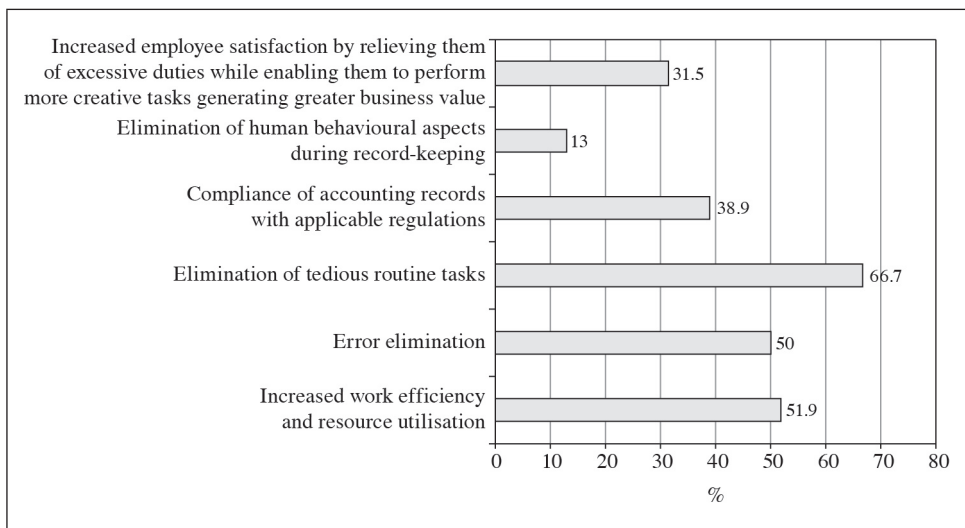 Increased employee satisfaction by relieving them
of excessive duties while enabling them to perform
more creative tasks generating greater business value
31.5
Elimination of human behavioural aspects
during record-keeping
13
Compliance of accounting records
with applicable regulations
38.9
Elimination of tedious routine tasks
66.7
Error elimination
50
Increased work efficiency
and resource utilisation
51.9
0 10 20 30 40 50 60 70 80
%